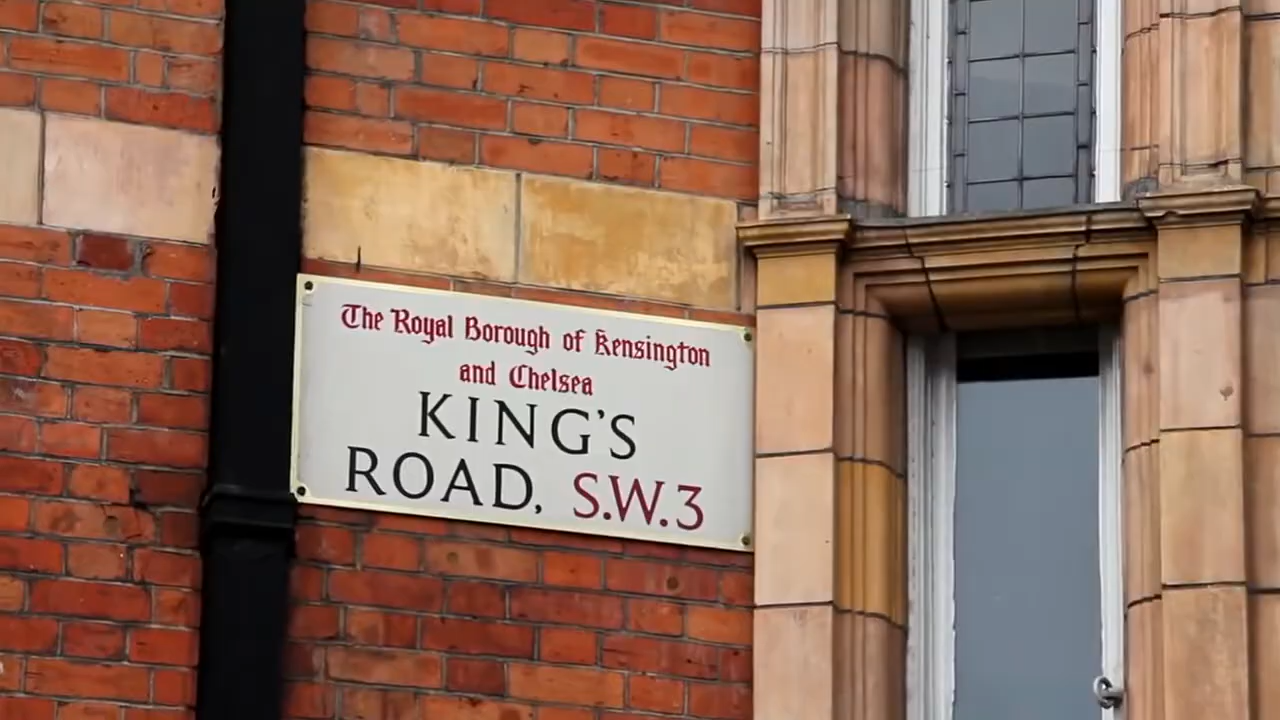 The Royal Borough of Kensington
and Chelsea
KING'S
ROAD, S.W.3